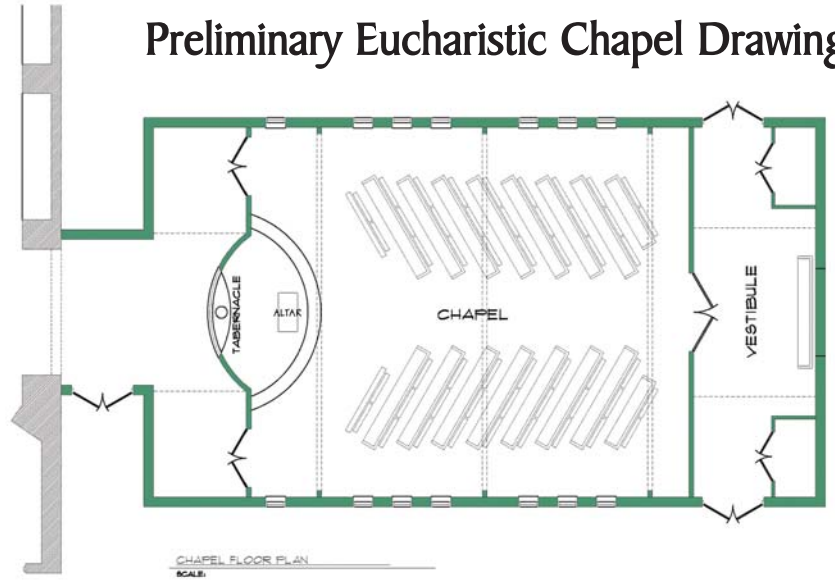 Preliminary Eucharistic Chapel Drawing
TABERNACLE
ALTAR
CHAPEL
VESTIBULE
CHAPEL FLOOR PLAN
SCALE: